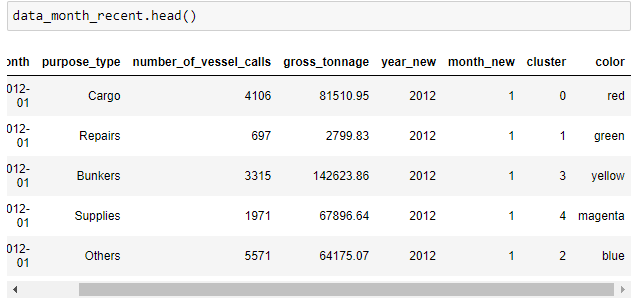 data_month_recent.head()
onth purpose_type number_of_vessel_calls gross_tonnage year_new month_new cluster color
012-
01 Cargo 4106 81510.95 2012 1 0 red
012-
01 Repairs 697 2799.83 2012 1 1 green
012-
01 Bunkers 3315 142623.86 2012 1 3 yellow
012-
01 Supplies 1971 67896.64 2012 1 4 magenta
012-
01 Others 5571 64175.07 2012 1 2 blue